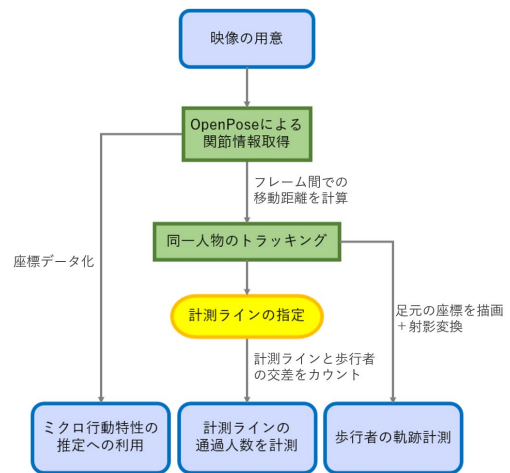 映像の用意
OpenPoseによる
関節情報取得
フレーム間での
移動距離を計算
同一人物のトラッキング
座標データ化
計測ラインの指定
足元の座標を描画
＋射影変換
計測ラインと歩行者
の交差をカウント
ミクロ行動特性の
推定への利用
計測ラインの
通過人数を計測
歩行者の軌跡計測